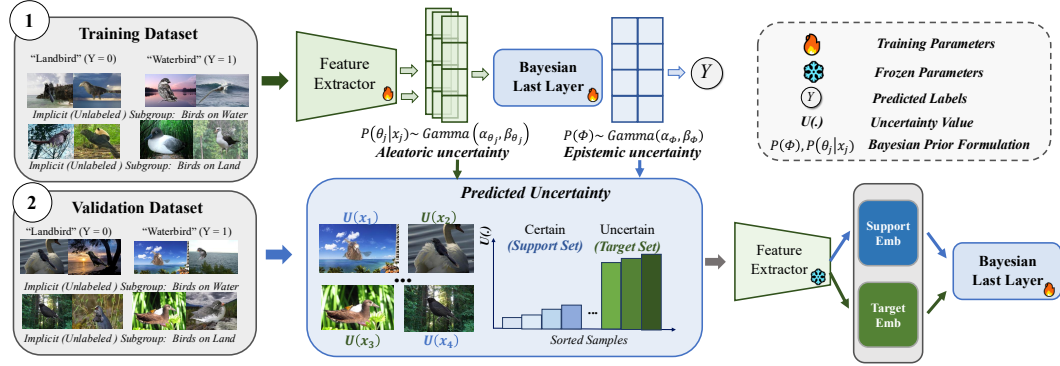 1
Training Dataset
“Landbird” (Y = 0)
“Waterbird” (Y = 1)
Implicit (Unlabeled ) Subgroup: Birds on Water
Implicit (Unlabeled ) Subgroup: Birds on Land
Feature
Extractor
P(θj|xj)~ Gamma (αθj, βθj)
Aleatoric uncertainty
Bayesian
Last Layer
P(Φ)~ Gamma(αΦ, βΦ)
Epistemic uncertainty
Y
Training Parameters
Frozen Parameters
Y Predicted Labels
U(.) Uncertainty Value
P(Φ), P(θj|xj) Bayesian Prior Formulation
2
Validation Dataset
“Landbird” (Y = 0)
“Waterbird” (Y = 1)
Implicit (Unlabeled ) Subgroup: Birds on Water
Implicit (Unlabeled ) Subgroup: Birds on Land
Predicted Uncertainty
U(x1)
U(x2)
...
U(x3)
U(x4)
U(.)
Certain
(Support Set)
Uncertain
(Target Set)
...
Sorted Samples
Feature
Extractor
Support
Emb
Target
Emb
Bayesian
Last Layer